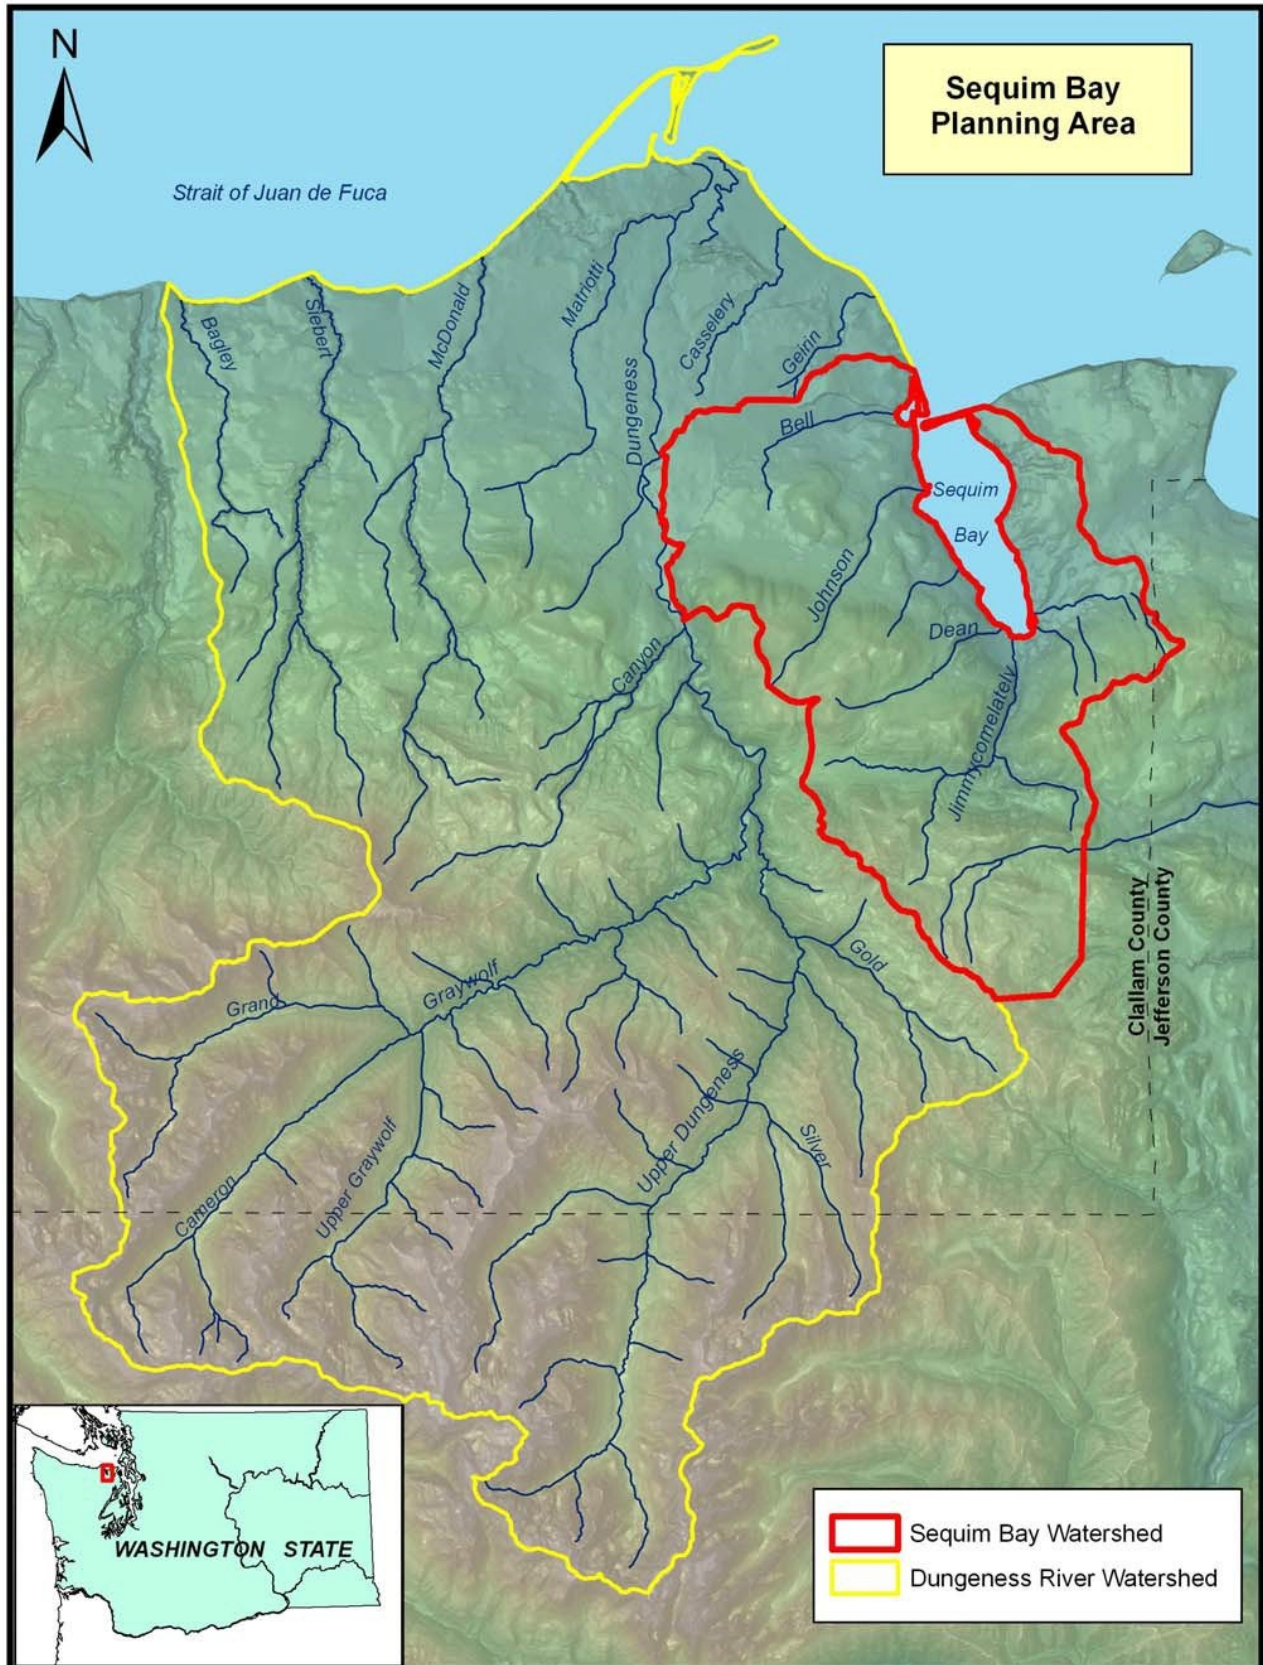 N
Sequim Bay
Planning Area
Strait of Juan de Fuca
Bagley
Siebert
McDonald
Matriotti
Dungeness
Casselery
Geirin
Bell
Sequim
Bay
Johnson
Dean
Canyon
Jimmycomelately
Gold
Graywolf
Grand
Clallam County
Jefferson County
Upper Dungeness
Silver
Upper Graywolf
Cameron
WASHINGTON STATE
Sequim Bay Watershed
Dungeness River Watershed